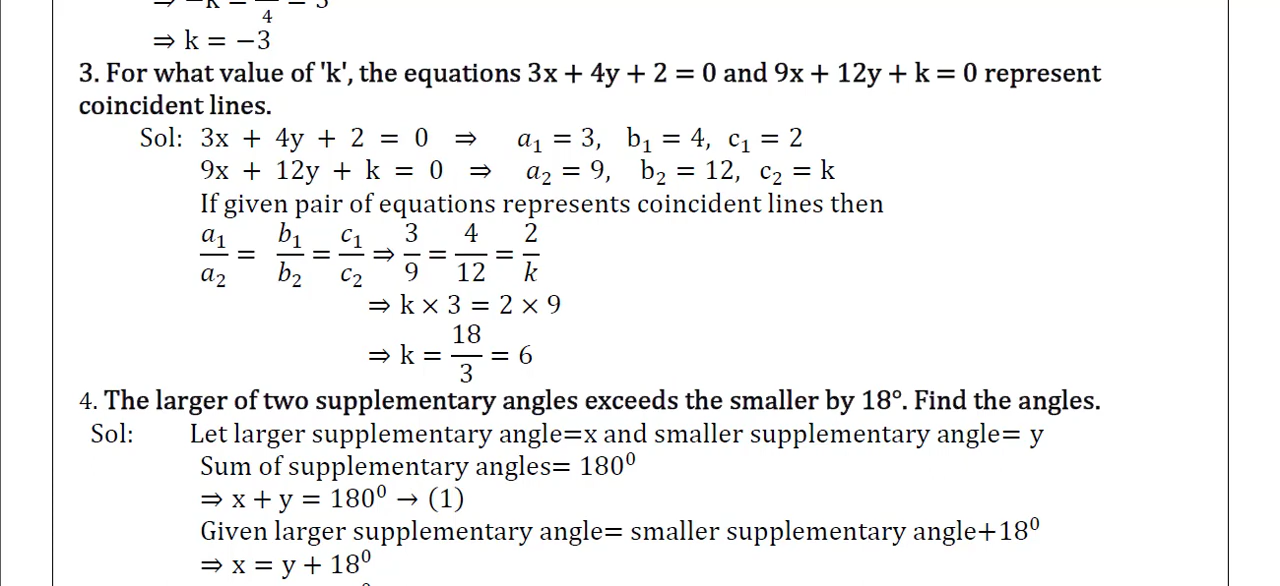 4
⇒ k = −3
3. For what value of 'k', the equations 3x + 4y + 2 = 0 and 9x + 12y + k = 0 represent
coincident lines.
Sol: 3x + 4y + 2 = 0 ⇒ a₁ = 3, b₁ = 4, c₁ = 2
9x + 12y + k = 0 ⇒ a₂ = 9, b₂ = 12, c₂ = k
If given pair of equations represents coincident lines then
a₁/a₂ = b₁/b₂ = c₁/c₂ ⇒ 3/9 = 4/12 = 2/k
⇒ k × 3 = 2 × 9
⇒ k = 18/3 = 6
4. The larger of two supplementary angles exceeds the smaller by 18°. Find the angles.
Sol: Let larger supplementary angle=x and smaller supplementary angle= y
Sum of supplementary angles= 180⁰
⇒ x + y = 180⁰ → (1)
Given larger supplementary angle= smaller supplementary angle+18⁰
⇒ x = y + 18⁰